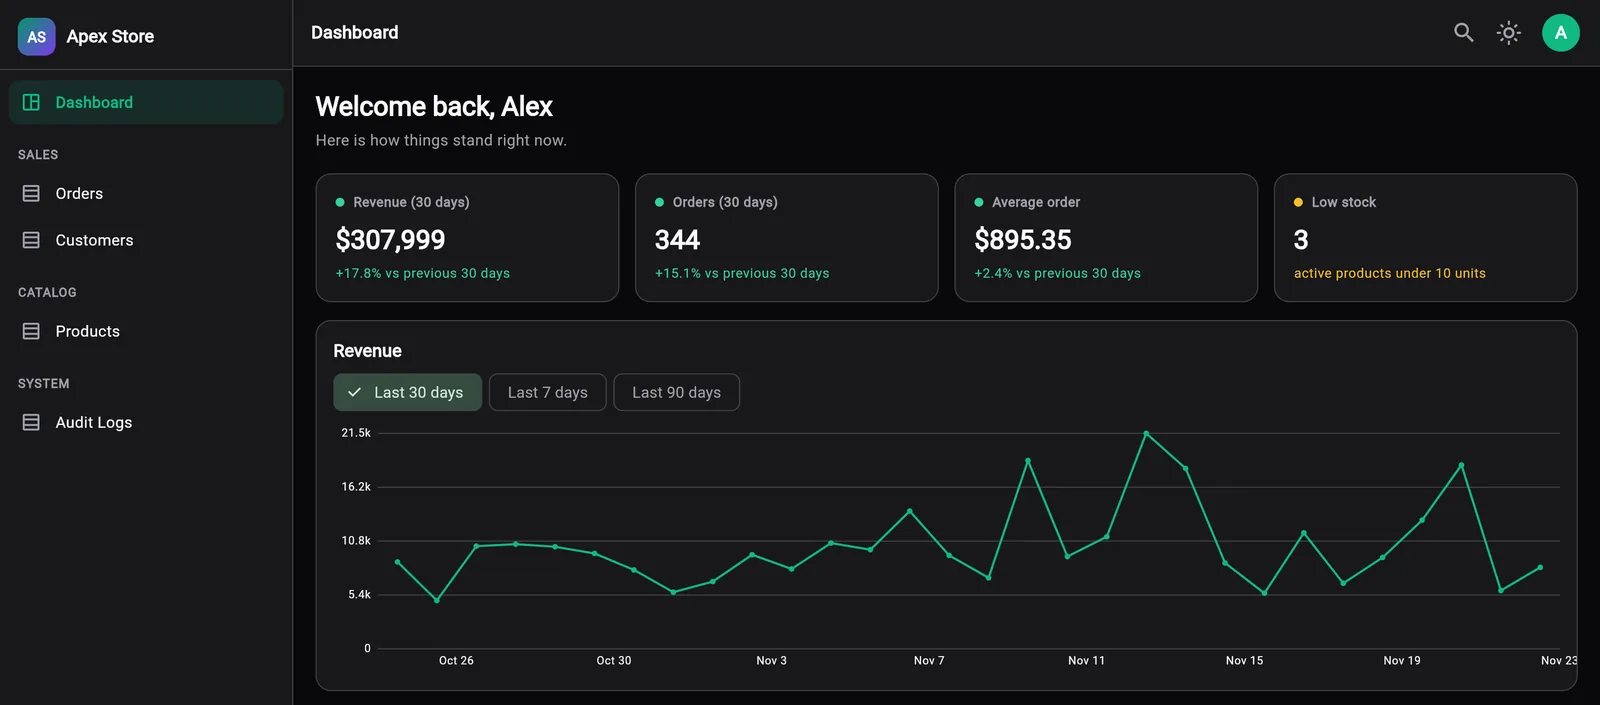 AS Apex Store
Dashboard
A
Dashboard
SALES
Orders
Customers
CATALOG
Products
SYSTEM
Audit Logs
Welcome back, Alex
Here is how things stand right now.
Revenue (30 days)
$307,999
+17.8% vs previous 30 days
Orders (30 days)
344
+15.1% vs previous 30 days
Average order
$895.35
+2.4% vs previous 30 days
Low stock
3
active products under 10 units
Revenue
Last 30 days Last 7 days Last 90 days
21.5k
16.2k
10.8k
5.4k
0
Oct 26 Oct 30 Nov 3 Nov 7 Nov 11 Nov 15 Nov 19 Nov 23